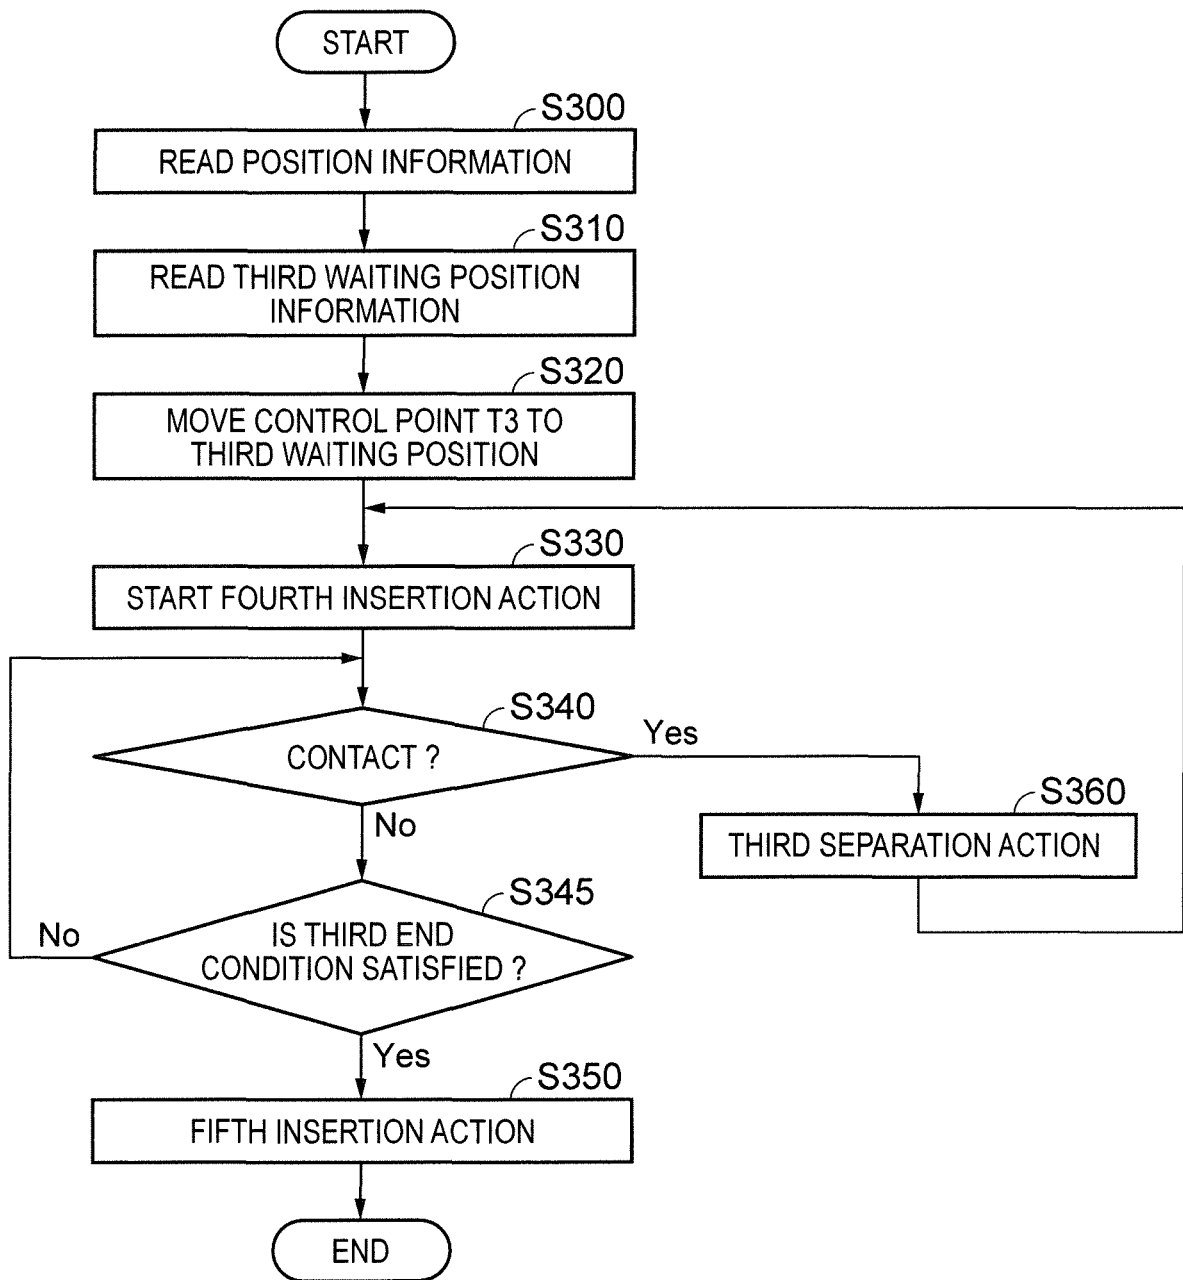 START
S300
READ POSITION INFORMATION
S310
READ THIRD WAITING POSITION
INFORMATION
S320
MOVE CONTROL POINT T3 TO
THIRD WAITING POSITION
S330
START FOURTH INSERTION ACTION
S340
CONTACT ?
Yes
No
S360
THIRD SEPARATION ACTION
S345
IS THIRD END
CONDITION SATISFIED ?
No
Yes
S350
FIFTH INSERTION ACTION
END